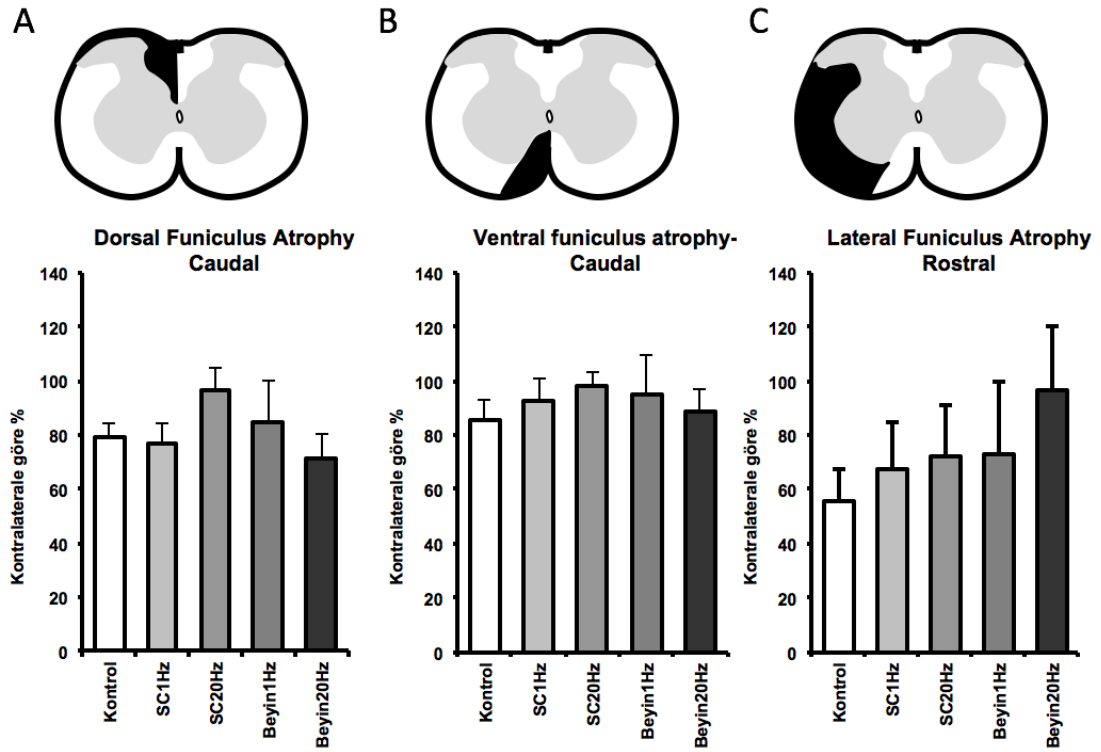 A
B
C
Dorsal Funiculus Atrophy
Caudal
Kontralaterale göre %
140
120
100
80
60
40
20
0
Kontrol
SC1Hz
SC20Hz
Beyin1Hz
Beyin20Hz
Ventral funiculus atrophy-
Caudal
Kontralaterale göre %
140
120
100
80
60
40
20
0
Kontrol
SC1Hz
SC20Hz
Beyin1Hz
Beyin20Hz
Lateral Funiculus Atrophy
Rostral
Kontralaterale göre %
140
120
100
80
60
40
20
0
Kontrol
SC1Hz
SC20Hz
Beyin1Hz
Beyin20Hz